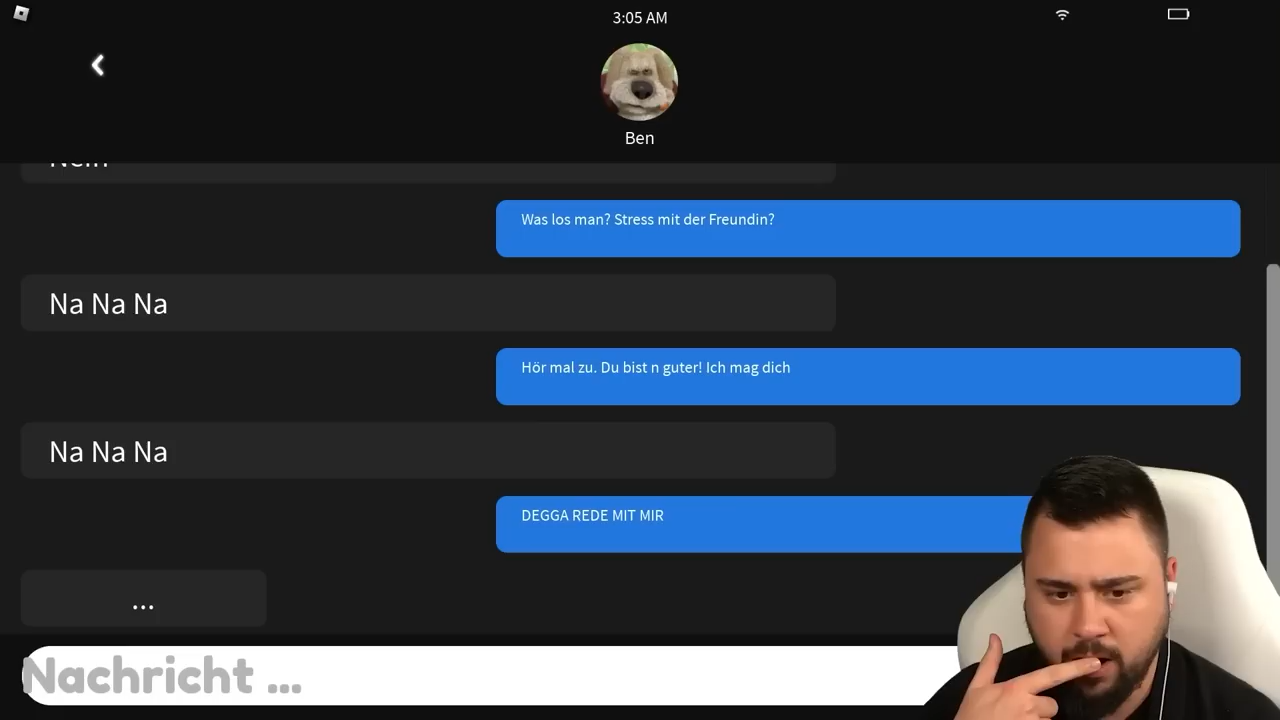 3:05 AM
Ben
Nein
Was los man? Stress mit der Freundin?
Na Na Na
Hör mal zu. Du bist n guter! Ich mag dich
Na Na Na
DEGGA REDE MIT MIR
...
Nachricht ...